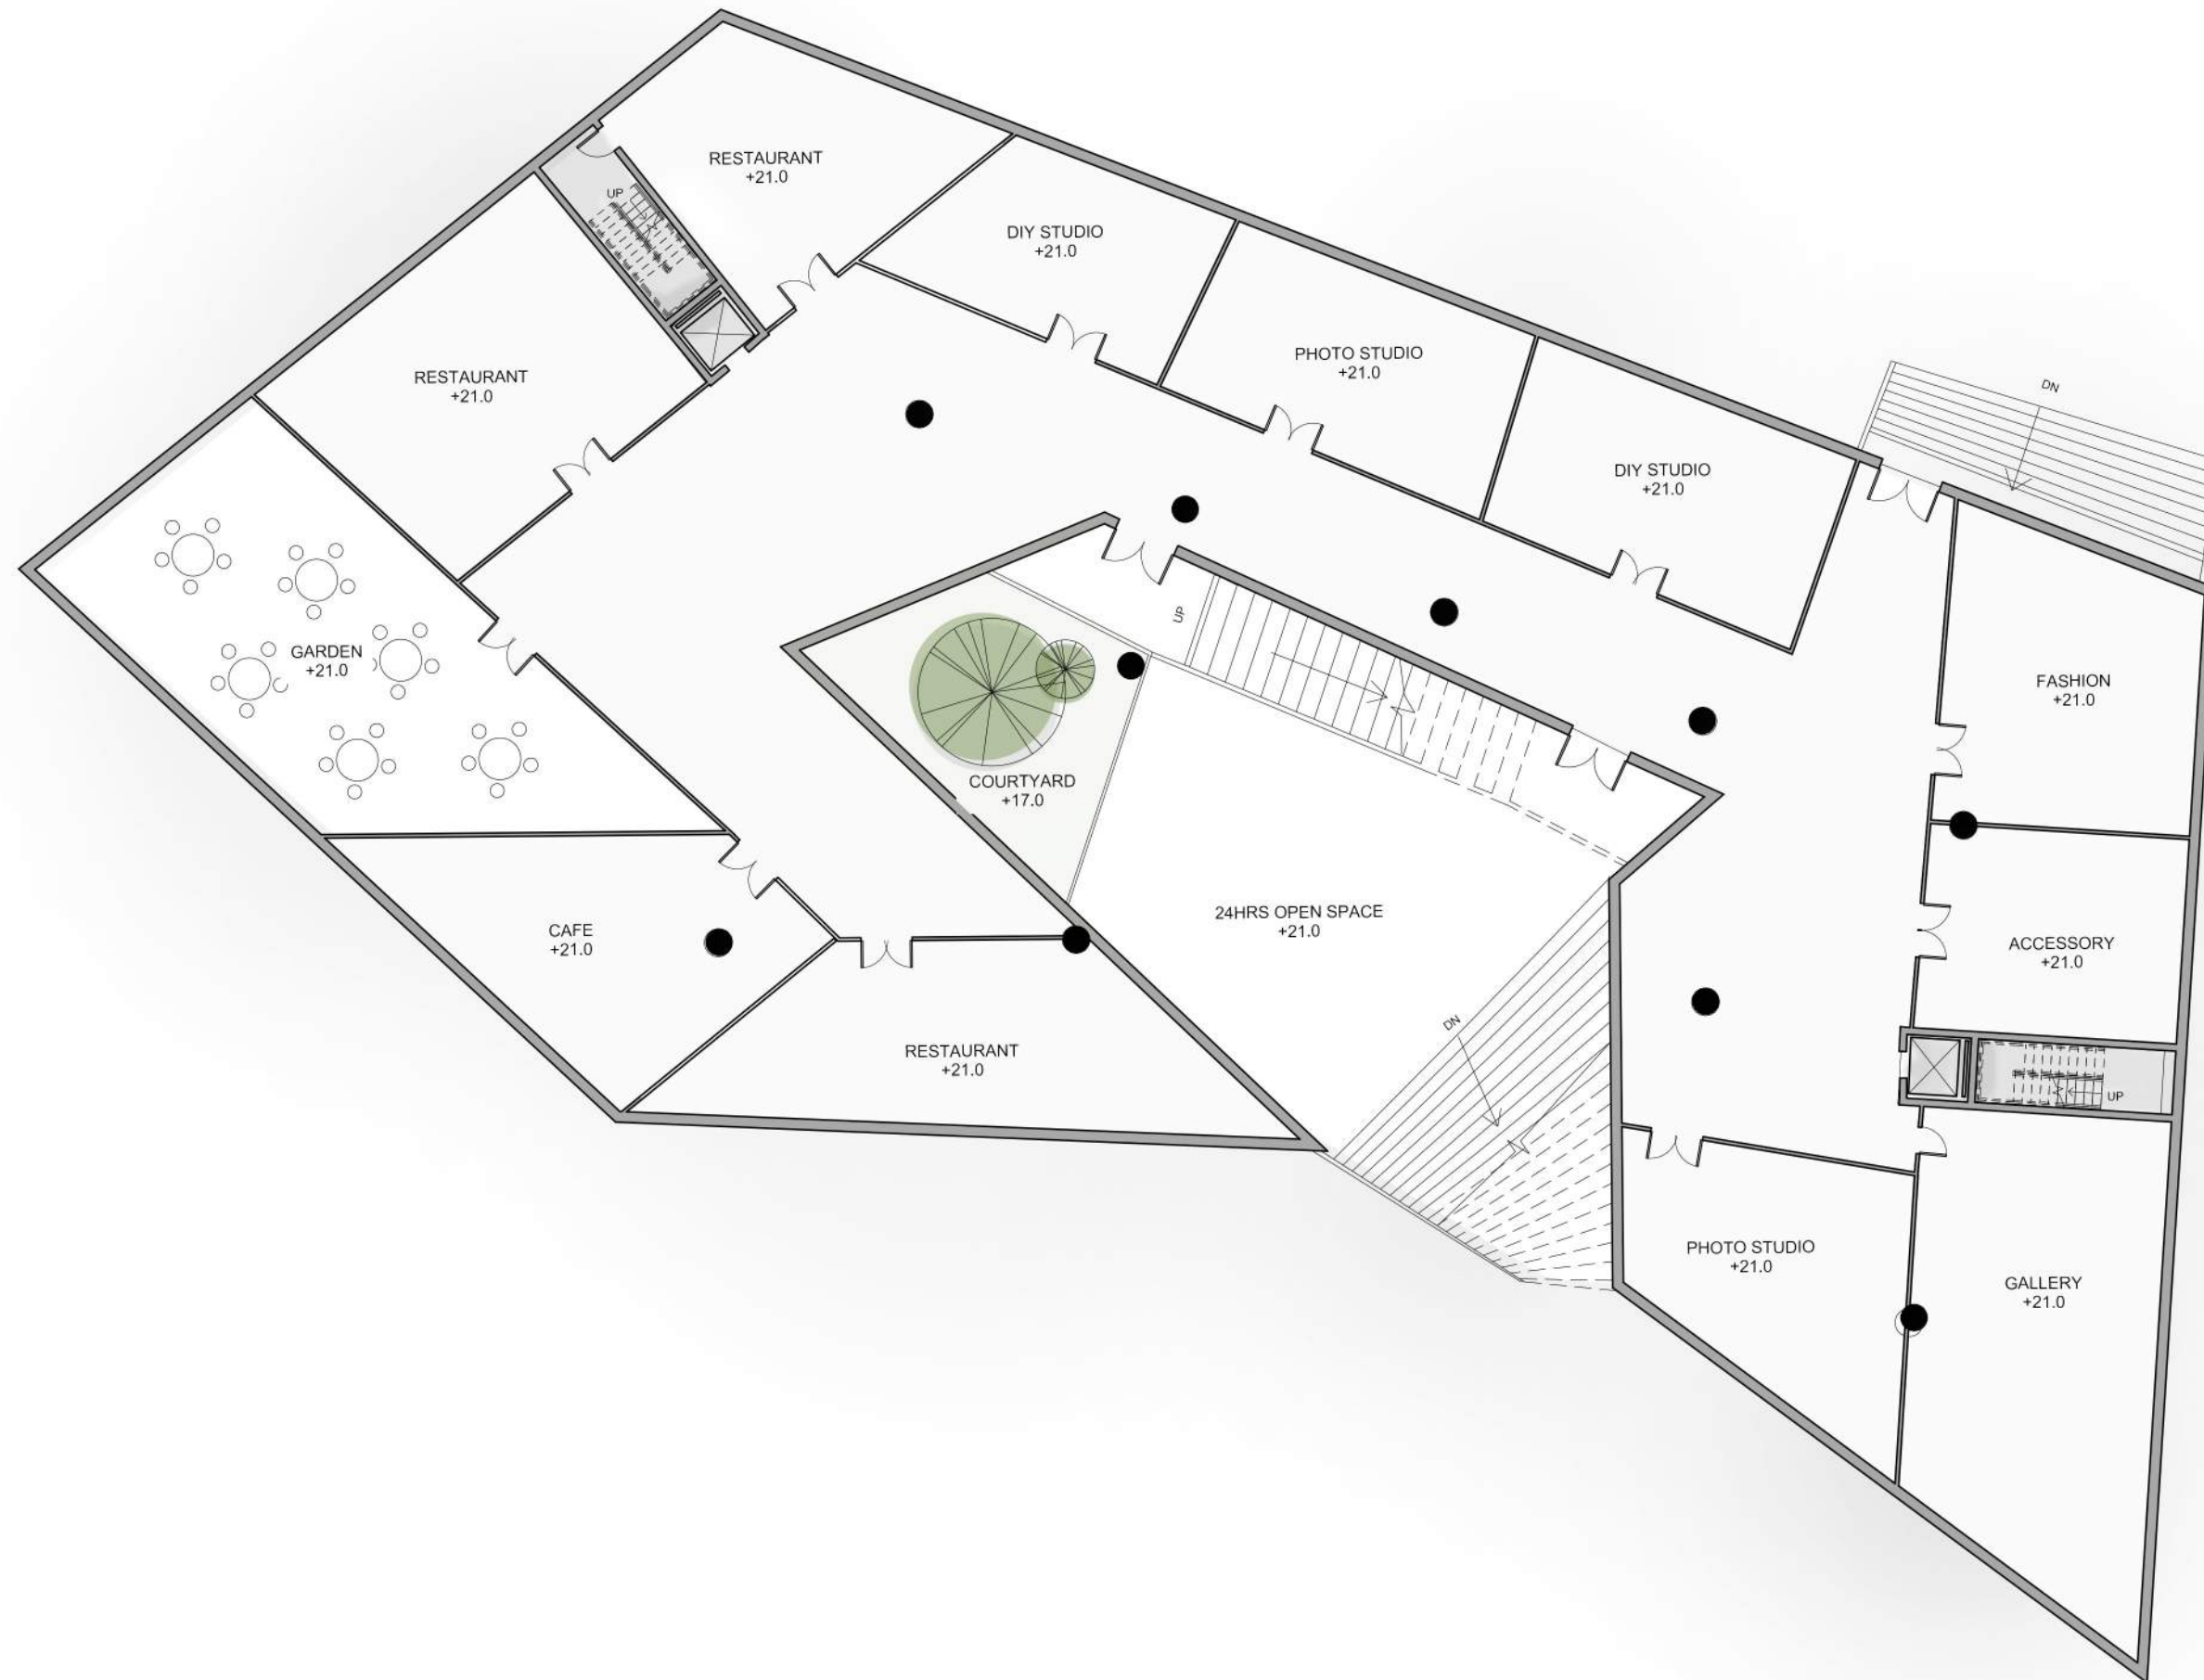 RESTAURANT
+21.0
UP
DIY STUDIO
+21.0
PHOTO STUDIO
+21.0
RESTAURANT
+21.0
DN
DIY STUDIO
+21.0
UP
GARDEN
+21.0
FASHION
+21.0
COURTYARD
+17.0
24HRS OPEN SPACE
+21.0
CAFE
+21.0
ACCESSORY
+21.0
DN
RESTAURANT
+21.0
UP
PHOTO STUDIO
+21.0
GALLERY
+21.0